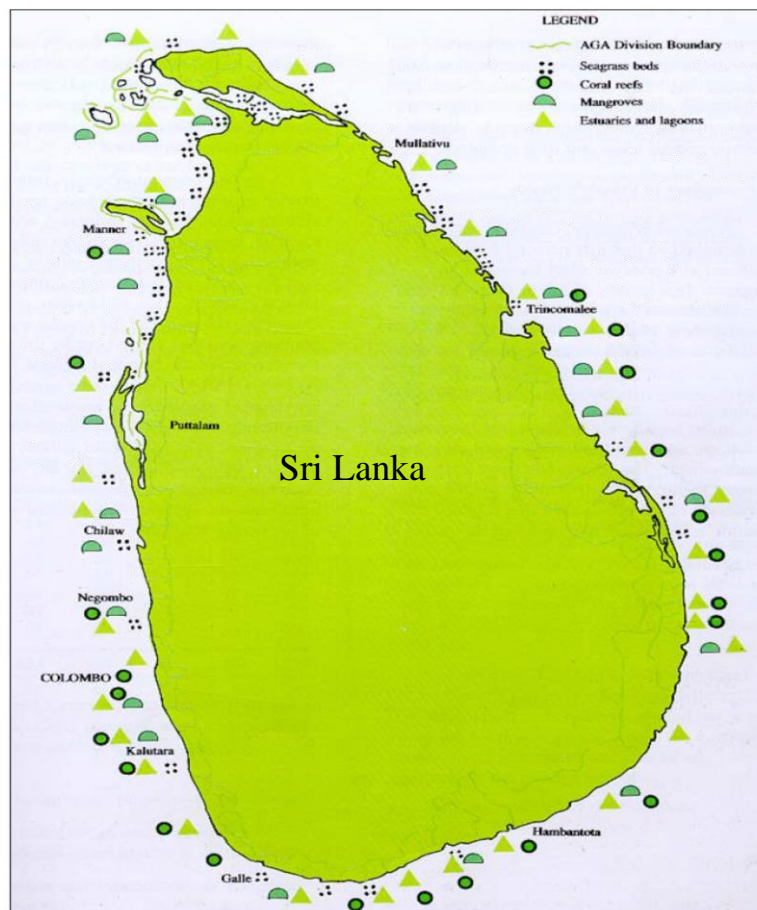 LEGEND
AGA Division Boundary
Seagrass beds
Coral reefs
Mangroves
Estuaries and lagoons
Mullativu
Manner
Trincomalee
Puttalam
Sri Lanka
Chilaw
Negombo
COLOMBO
Kalutara
Hambantota
Galle